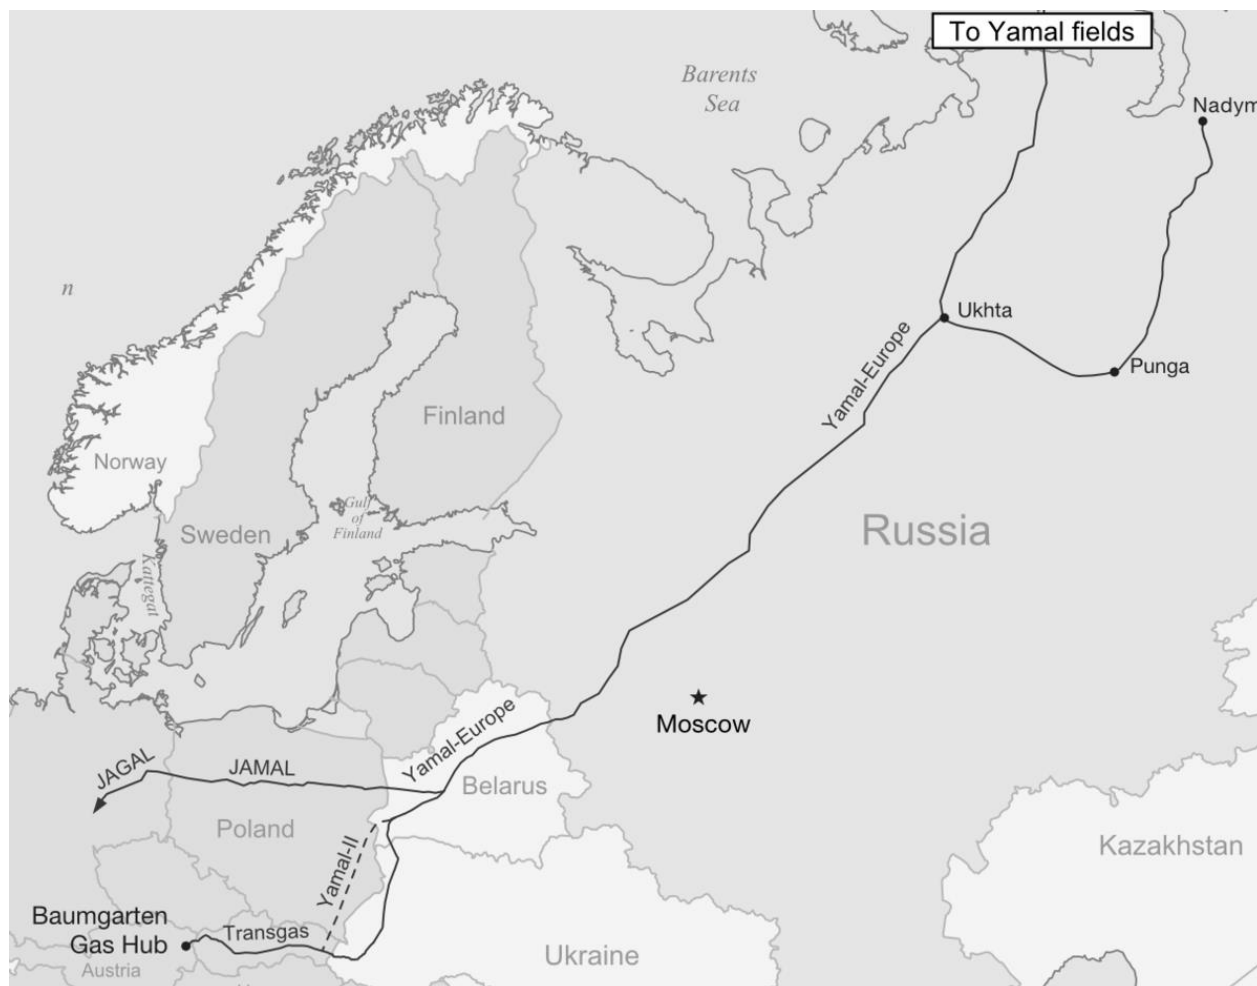 To Yamal fields
Barents
Sea
Nadym
n
Ukhta
Yamal-Europe
Punga
Finland
Norway
Gulf
of
Finland
Sweden
Russia
Kattegat
Moscow
Yamal-Europe
JAGAL
JAMAL
Belarus
Poland
Yamal-II
Kazakhstan
Baumgarten
Gas Hub
Transgas
Austria
Ukraine